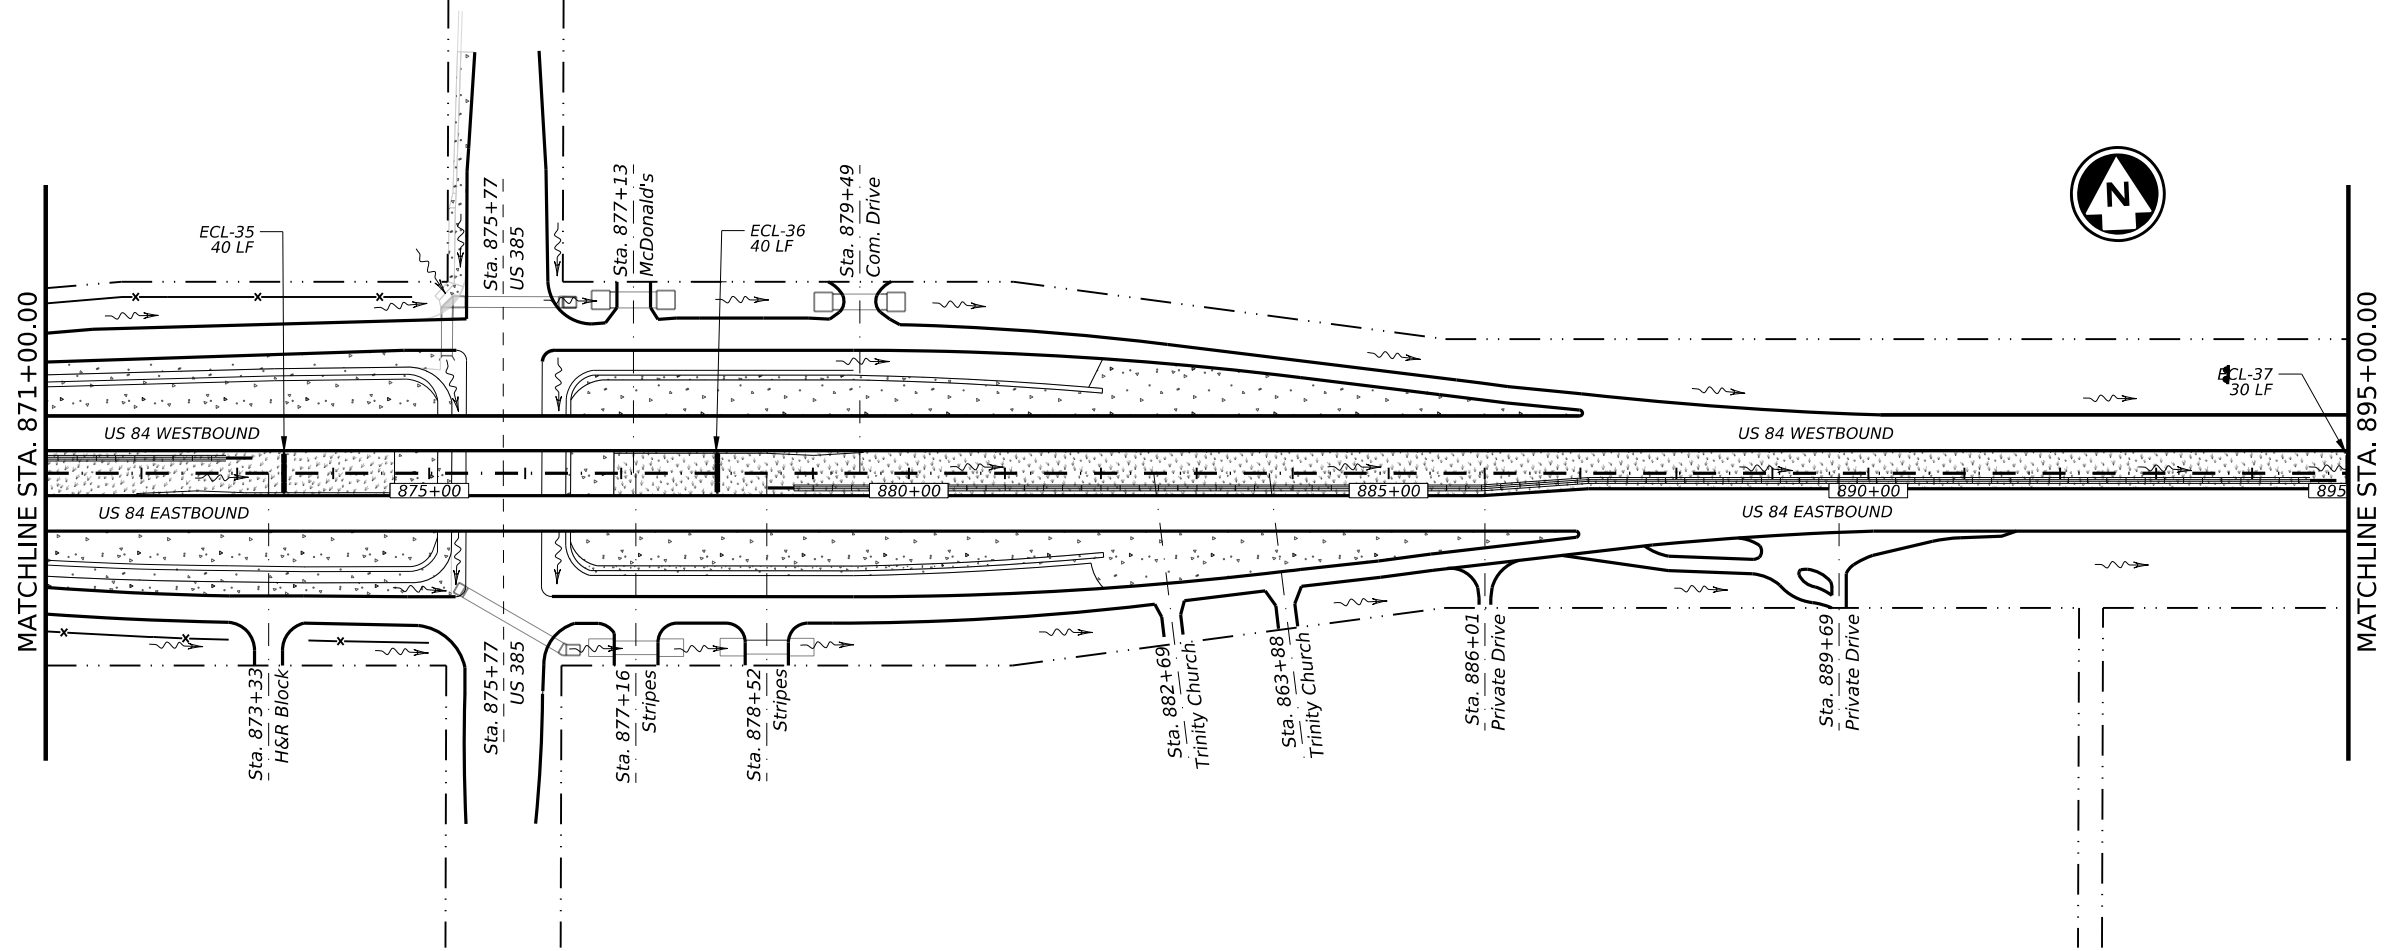 N
Sta. 875+77
US 385
Sta. 877+13
McDonald's
Sta. 879+49
Com. Drive
ECL-35
40 LF
ECL-36
40 LF
ECL-37
30 LF
MATCHLINE STA. 871+00.00
MATCHLINE STA. 895+00.00
US 84 WESTBOUND
US 84 WESTBOUND
875+00
880+00
885+00
890+00
895
US 84 EASTBOUND
US 84 EASTBOUND
Sta. 873+33
H&R Block
Sta. 875+77
US 385
Sta. 877+16
Stripes
Sta. 878+52
Stripes
Sta. 882+69
Trinity Church
Sta. 863+88
Trinity Church
Sta. 886+01
Private Drive
Sta. 889+69
Private Drive